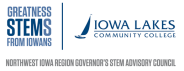 GREATNESS
STEMS
FROM IOWANS
IOWA LAKES
COMMUNITY COLLEGE
NORTHWEST IOWA REGION GOVERNOR'S STEM ADVISORY COUNCIL